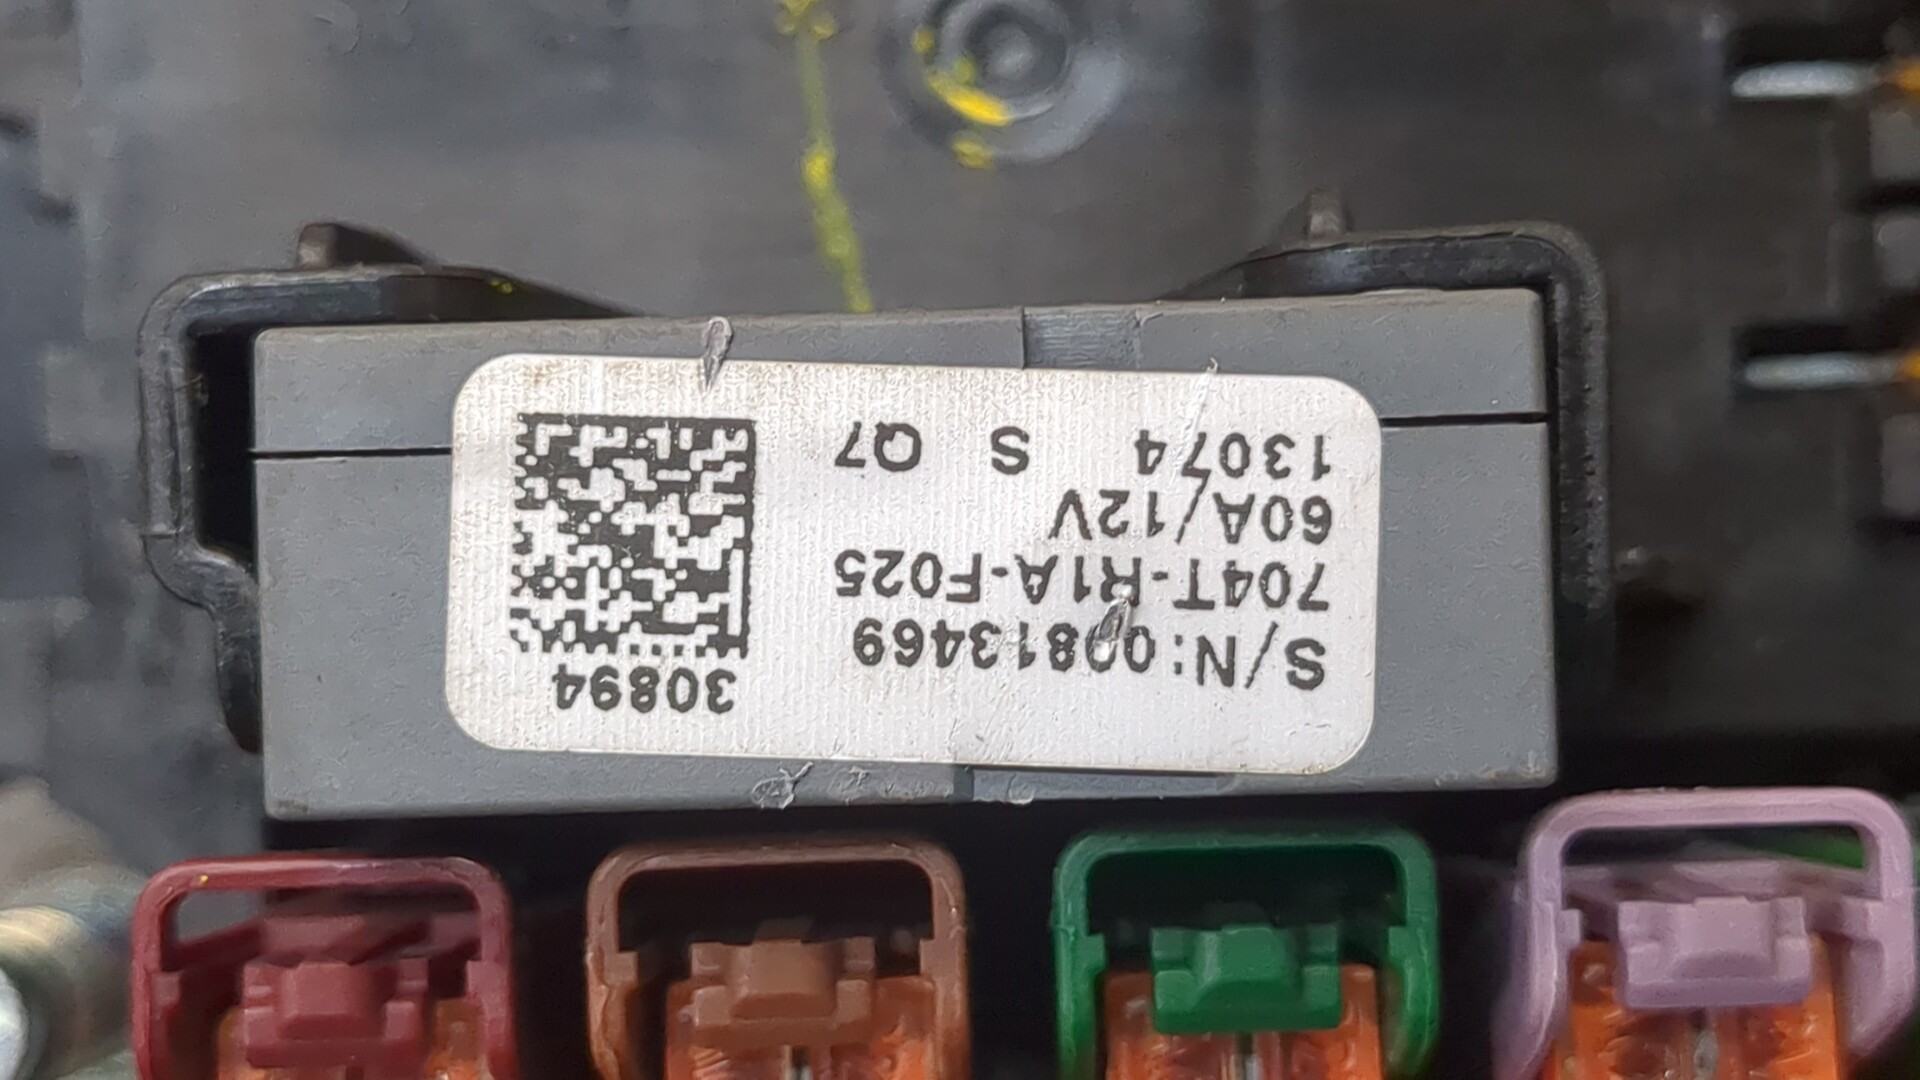 30894
S/N:00813469
704T-R1A-F025
60A/12V
13074 S Q7